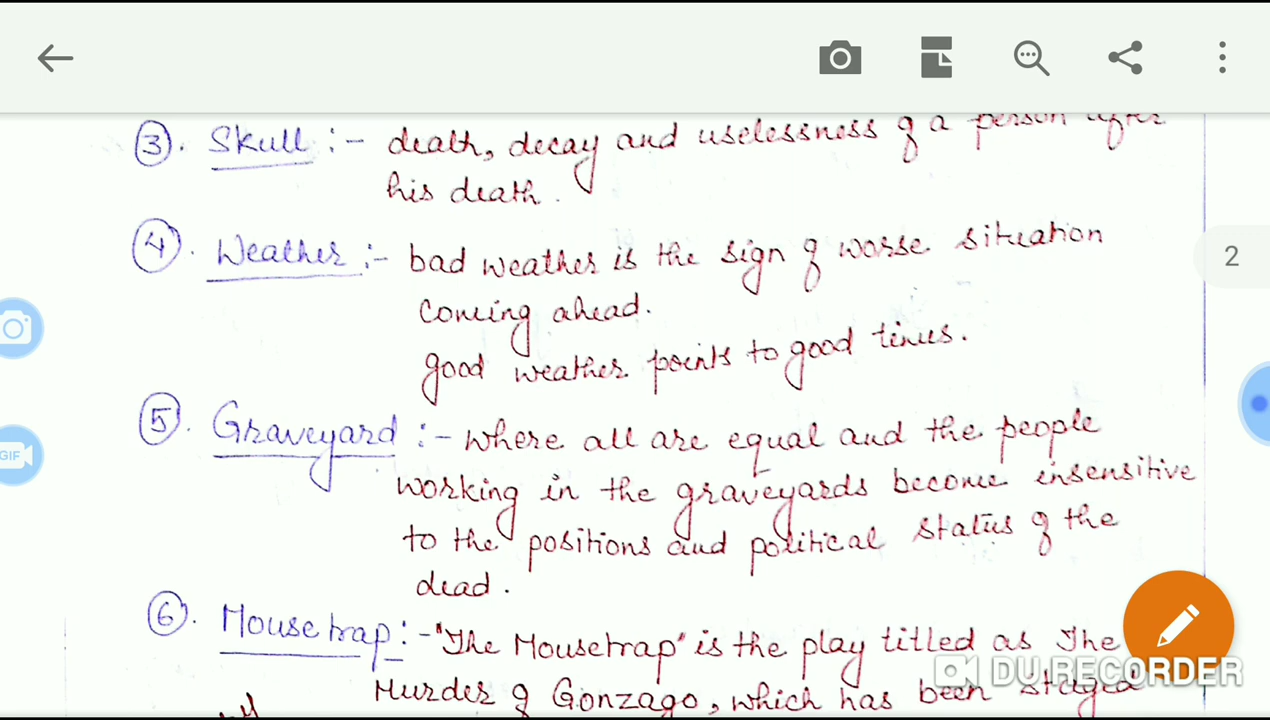 ③. Skull :- death, decay and uselessness of a person after
his death.
④. Weather :- bad weather is the sign of worse situation
coming ahead.
good weather points to good times.
2
⑤. Graveyard :- where all are equal and the people
working in the graveyards become insensitive
to the positions and political status of the
dead.
GIF
⑥. Mousetrap :- "The Mousetrap" is the play titled as The
Murder of Gonzago, which has been staged
DU RECORDER